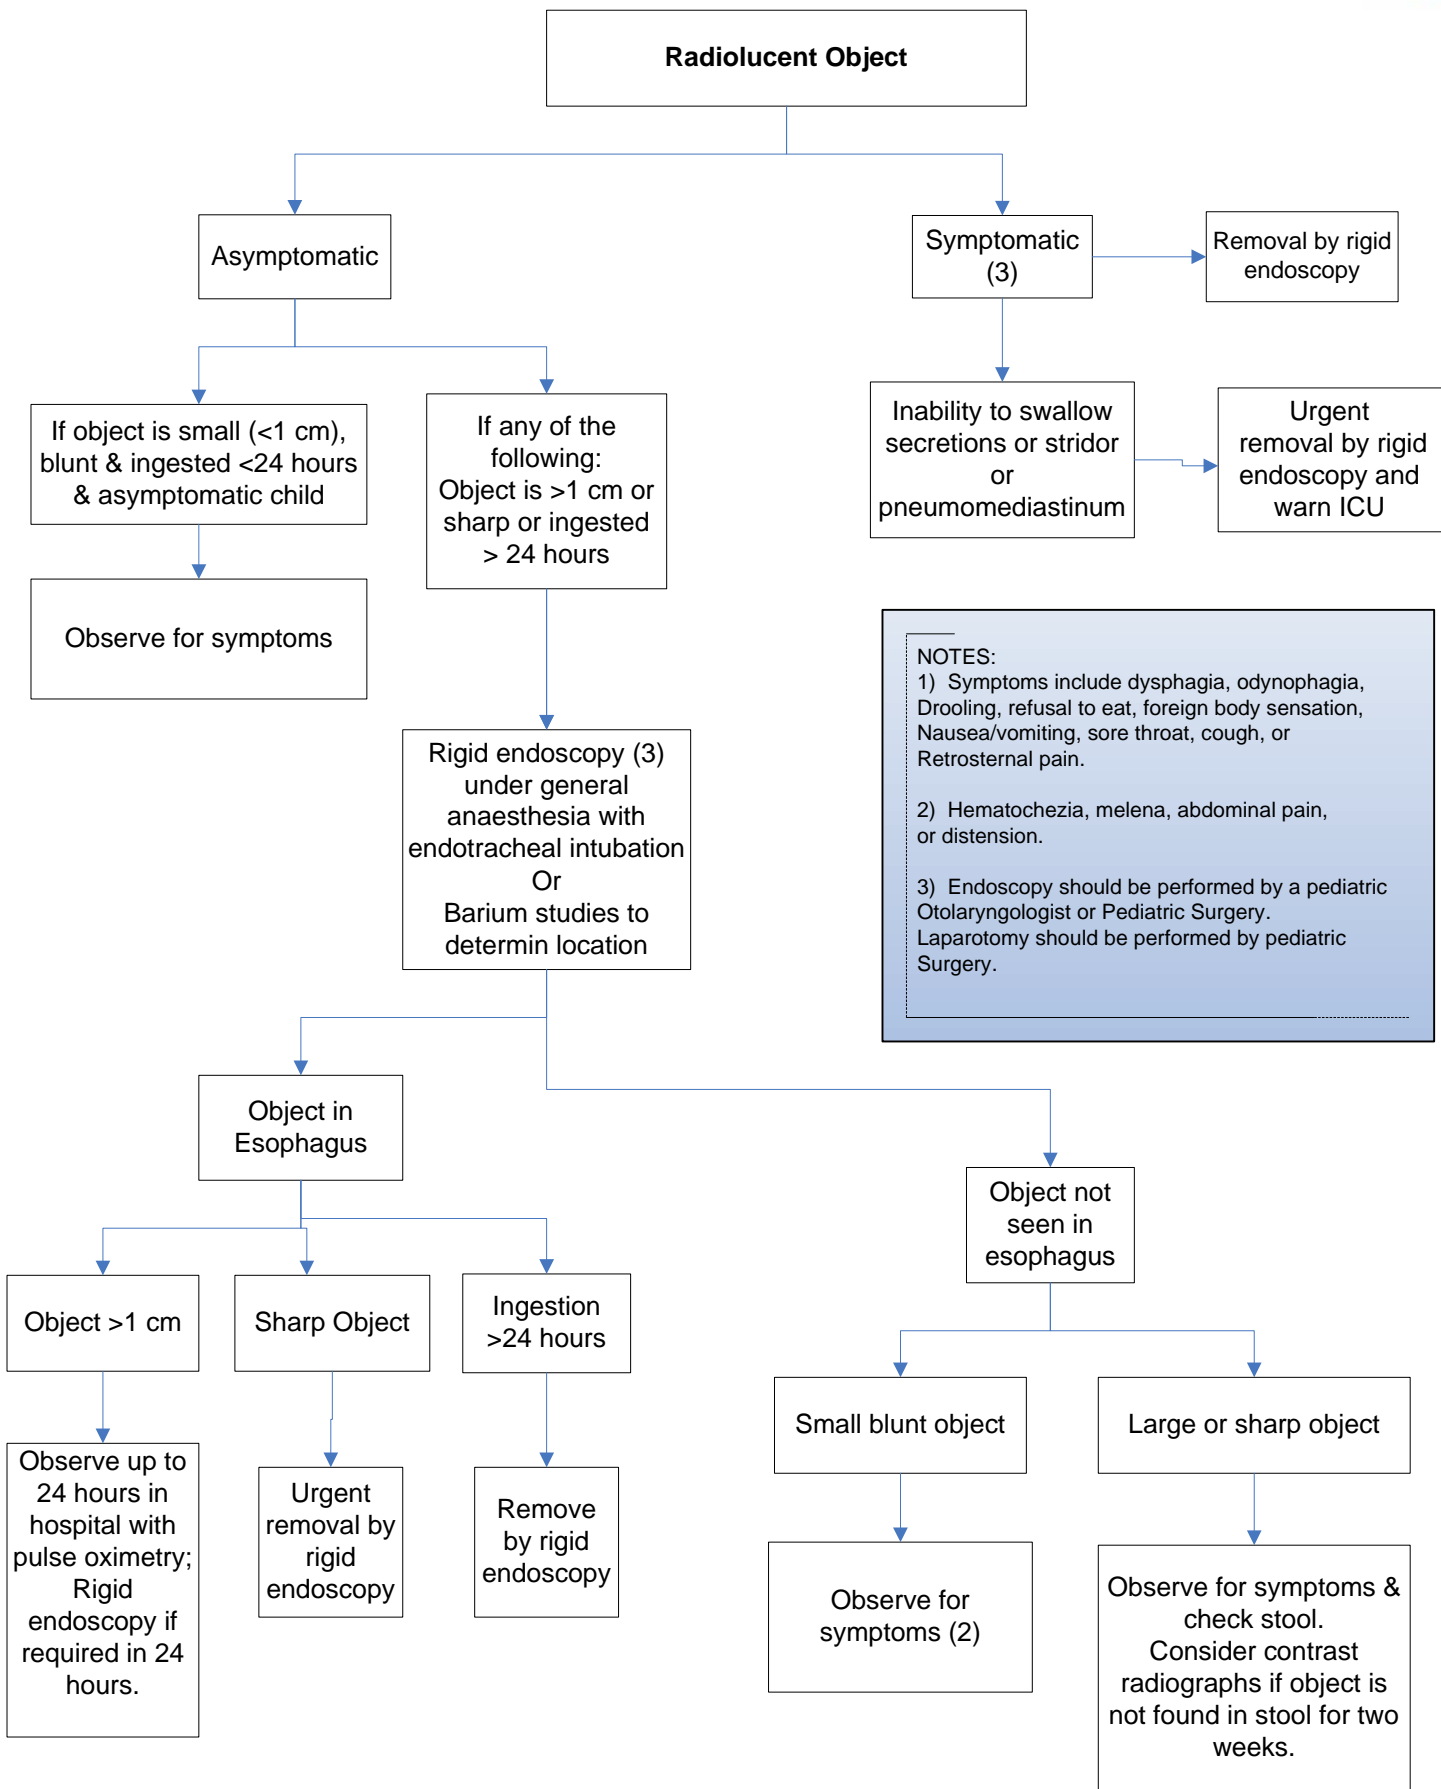 Radiolucent Object
Asymptomatic
Symptomatic
(3)
Removal by rigid
endoscopy
If object is small (<1 cm),
blunt & ingested <24 hours
& asymptomatic child
If any of the
following:
Object is >1 cm or
sharp or ingested
> 24 hours
Inability to swallow
secretions or stridor
or
pneumomediastinum
Urgent
removal by rigid
endoscopy and
warn ICU
Observe for symptoms
NOTES:
1) Symptoms include dysphagia, odynophagia,
Drooling, refusal to eat, foreign body sensation,
Nausea/vomiting, sore throat, cough, or
Retrosternal pain.
2) Hematochezia, melena, abdominal pain,
or distension.
3) Endoscopy should be performed by a pediatric
Otolaryngologist or Pediatric Surgery.
Laparotomy should be performed by pediatric
Surgery.
Rigid endoscopy (3)
under general
anaesthesia with
endotracheal intubation
Or
Barium studies to
determin location
Object in
Esophagus
Object not
seen in
esophagus
Object >1 cm
Sharp Object
Ingestion
>24 hours
Small blunt object
Large or sharp object
Observe up to
24 hours in
hospital with
pulse oximetry;
Rigid
endoscopy if
required in 24
hours.
Urgent
removal by
rigid
endoscopy
Remove
by rigid
endoscopy
Observe for
symptoms (2)
Observe for symptoms &
check stool.
Consider contrast
radiographs if object is
not found in stool for two
weeks.